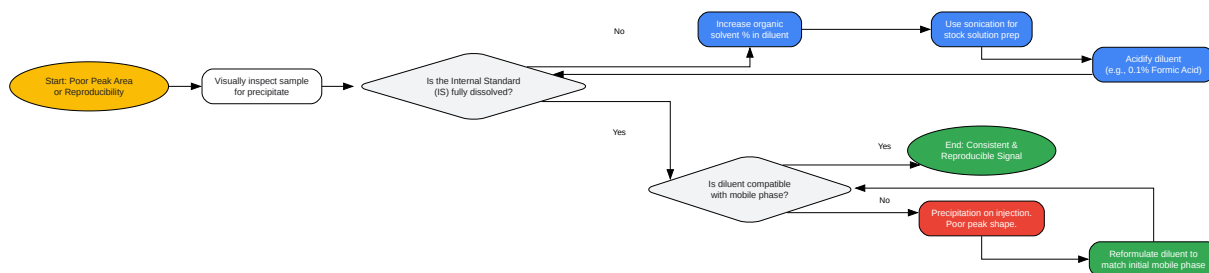 Start: Poor Peak Area
or Reproducibility
Visually inspect sample
for precipitate
Is the Internal Standard
(IS) fully dissolved?
No
Increase organic
solvent % in diluent
Use sonication for
stock solution prep
Acidify diluent
(e.g., 0.1% Formic Acid)
Yes
Is diluent compatible
with mobile phase?
Yes
End: Consistent &
Reproducible Signal
No
Precipitation on injection.
Poor peak shape.
Reformulate diluent to
match initial mobile phase